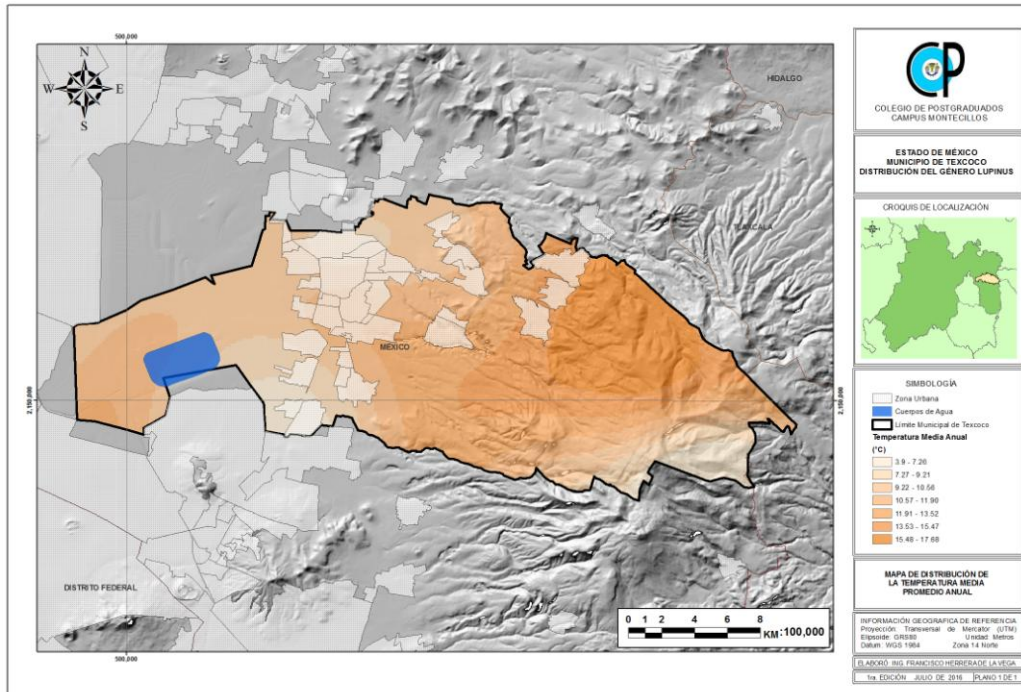 500,000
N
W E
S
HIDALGO
TLAXCALA
MÉXICO
2,150,000
2,150,000
DISTRITO FEDERAL
0 1 2 4 6 8
KM:100,000
500,000
CP
COLEGIO DE POSTGRADUADOS
CAMPUS MONTECILLOS
ESTADO DE MÉXICO
MUNICIPIO DE TEXCOCO
DISTRIBUCIÓN DEL GÉNERO LUPINUS
CROQUIS DE LOCALIZACIÓN
SIMBOLOGÍA
Zona Urbana
Cuerpos de Agua
Límite Municipal de Texcoco
Temperatura Media Anual
(°C)
3.9 - 7.26
7.27 - 9.21
9.22 - 10.56
10.57 - 11.90
11.91 - 13.52
13.53 - 15.47
15.48 - 17.68
MAPA DE DISTRIBUCIÓN DE
LA TEMPERATURA MEDIA
PROMEDIO ANUAL
INFORMACIÓN GEOGRAFICA DE REFERENCIA
Proyección: Transversal de Mercator (UTM)
Elipsoide: GRS80 Unidad Metros
Datum: WGS 1984 Zona 14 Norte
ELABORÓ: ING. FRANCISCO HERRERA DE LA VEGA
1ra. EDICIÓN JULIO DE 2016 PLANO 1 DE 1